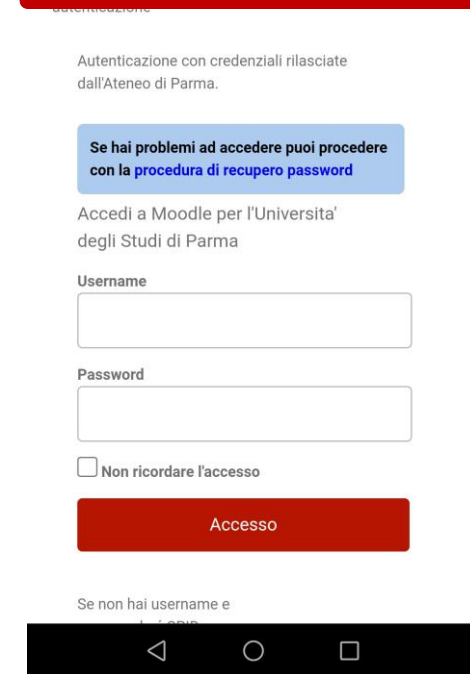 autenticazione
Autenticazione con credenziali rilasciate
dall'Ateneo di Parma.
Se hai problemi ad accedere puoi procedere
con la procedura di recupero password
Accedi a Moodle per l'Universita'
degli Studi di Parma
Username
Password
Non ricordare l'accesso
Accesso
Se non hai username e